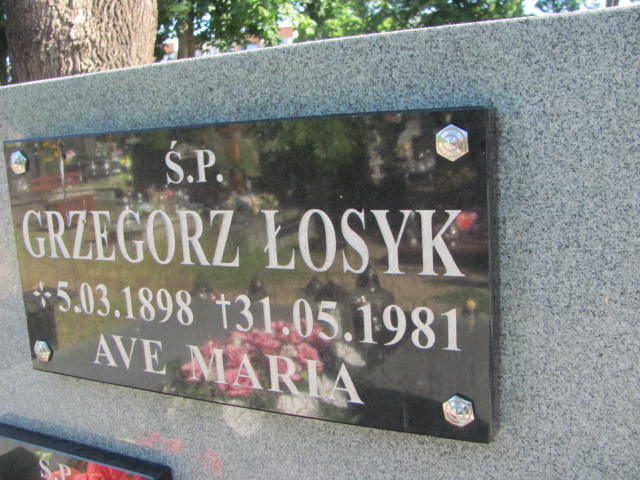 Ś.P.
GRZEGORZ ŁOSYK
*5.03.1898 †31.05.1981
AVE MARIA
Ś.P.